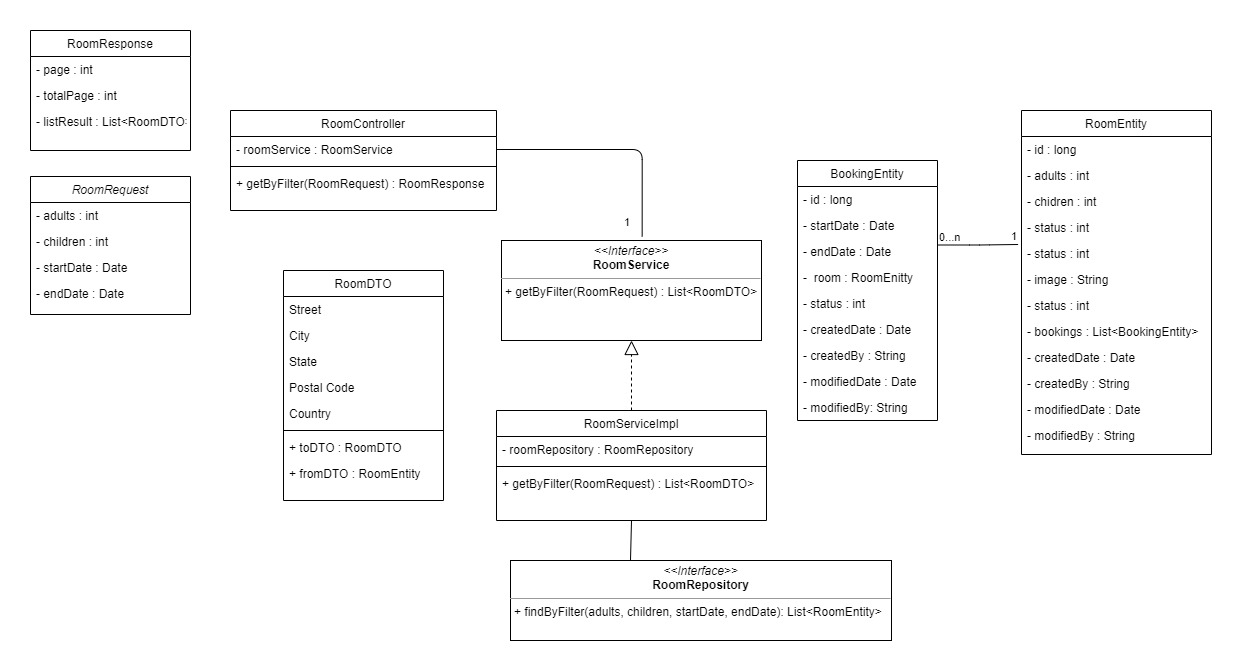 RoomResponse
- page : int
- totalPage : int
- listResult : List<RoomDTO>
RoomRequest
- adults : int
- children : int
- startDate : Date
- endDate : Date
RoomController
- roomService : RoomService
+ getByFilter(RoomRequest) : RoomResponse
1
<<Interface>>
RoomService
+ getByFilter(RoomRequest) : List<RoomDTO>
RoomDTO
Street
City
State
Postal Code
Country
+ toDTO : RoomDTO
+ fromDTO : RoomEntity
RoomServiceImpl
- roomRepository : RoomRepository
+ getByFilter(RoomRequest) : List<RoomDTO>
<<Interface>>
RoomRepository
+ findByFilter(adults, children, startDate, endDate): List<RoomEntity>
BookingEntity
- id : long
- startDate : Date
- endDate : Date
- room : RoomEnitty
- status : int
- createdDate : Date
- createdBy : String
- modifiedDate : Date
- modifiedBy: String
0...n
1
RoomEntity
- id : long
- adults : int
- chidren : int
- status : int
- status : int
- image : String
- status : int
- bookings : List<BookingEntity>
- createdDate : Date
- createdBy : String
- modifiedDate : Date
- modifiedBy : String